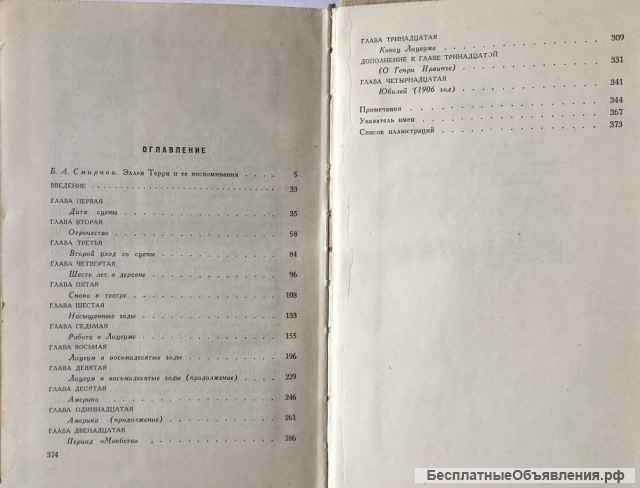 ОГЛАВЛЕНИЕ
Б. А. Смирнов. Эллен Терри и ее воспоминания . . . . 5
ВВЕДЕНИЕ . . . . . . . . . . . . . . . . 33
ГЛАВА ПЕРВАЯ
Дитя сцены . . . . . . . . . . . . . . 35
ГЛАВА ВТОРАЯ
Отрочество . . . . . . . . . . . . . . 58
ГЛАВА ТРЕТЬЯ
Второй уход со сцены . . . . . . . . . . 84
ГЛАВА ЧЕТВЕРТАЯ
Шесть лет в деревне . . . . . . . . . . 96
ГЛАВА ПЯТАЯ
Снова в театре . . . . . . . . . . . . 103
ГЛАВА ШЕСТАЯ
Насыщенные годы . . . . . . . . . . . 133
ГЛАВА СЕДЬМАЯ
Работа в Лицеуме . . . . . . . . . . . 155
ГЛАВА ВОСЬМАЯ
Лицеум в восьмидесятые годы . . . . . . 196
ГЛАВА ДЕВЯТАЯ
Лицеум в восьмидесятые годы (продолжение) . . . 229
ГЛАВА ДЕСЯТАЯ
Америка . . . . . . . . . . . . . . . 246
ГЛАВА ОДИННАДЦАТАЯ
Америка (продолжение) . . . . . . . . . 261
ГЛАВА ДВЕНАДЦАТАЯ
Период «Макбета» . . . . . . . . . . . 286
374
ГЛАВА ТРИНАДЦАТАЯ
Конец Лицеума . . . . . . . . . . . . 309
ДОПОЛНЕНИЕ К ГЛАВЕ ТРИНАДЦАТОЙ
(О Генри Ирвинге) . . . . . . . . . . . 331
ГЛАВА ЧЕТЫРНАДЦАТАЯ
Юбилей (1906 год) . . . . . . . . . . . 341
Примечания . . . . . . . . . . . . . . 344
Указатель имен . . . . . . . . . . . . 367
Список иллюстраций . . . . . . . . . . 373
БесплатныеОбъявления.рф